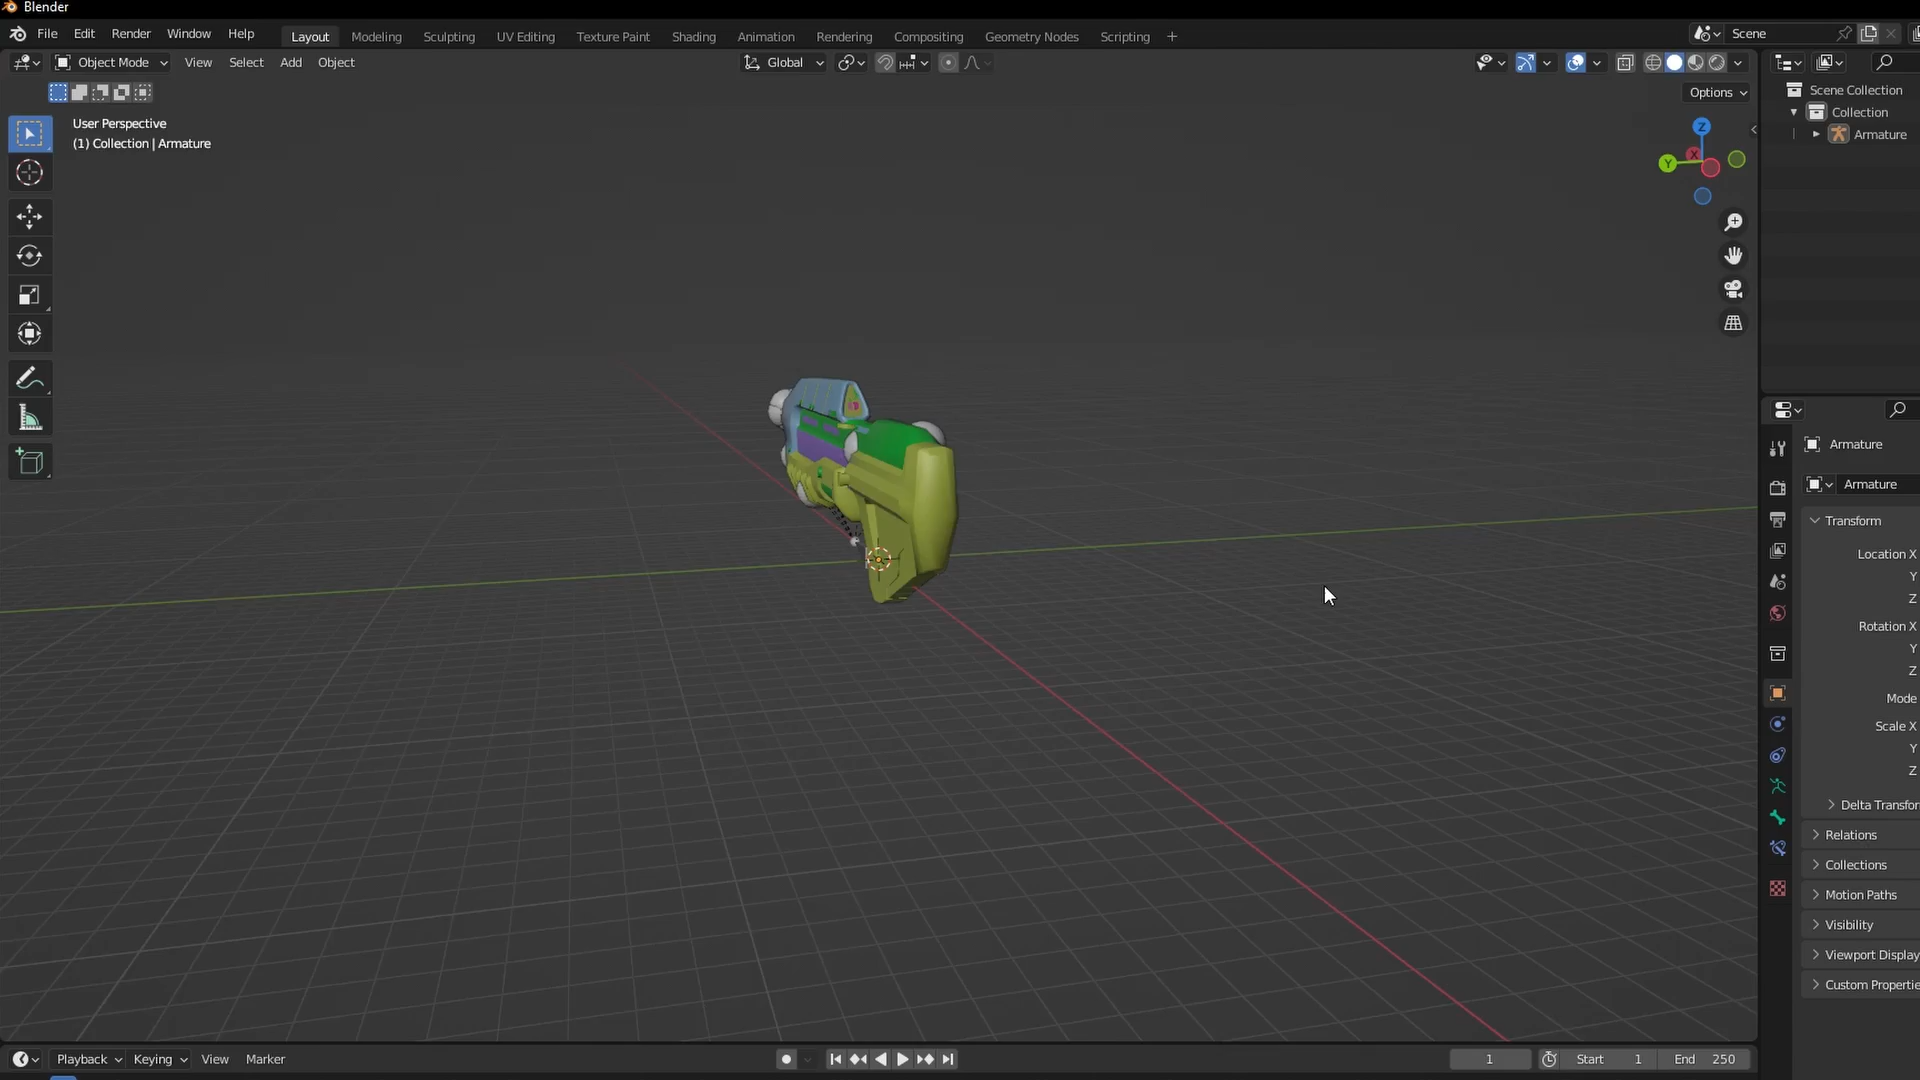 Blender
File Edit Render Window Help Layout Modeling Sculpting UV Editing Texture Paint Shading Animation Rendering Compositing Geometry Nodes Scripting + Scene
Object Mode View Select Add Object Global
Options
User Perspective
(1) Collection | Armature
Z
Y
X
Scene Collection
Collection
Armature
Armature
Armature
Transform
Location X
Y
Z
Rotation X
Y
Z
Mode
Scale X
Y
Z
Delta Transfor
Relations
Collections
Motion Paths
Visibility
Viewport Display
Custom Propertie
Playback Keying View Marker 1 Start 1 End 250